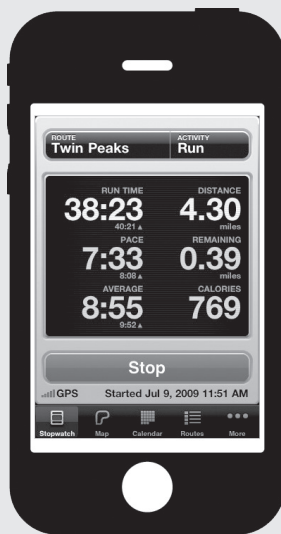 ROUTE ACTIVITY
Twin Peaks Run
RUN TIME DISTANCE
38:23 4.30
40:21 ▲ miles
PACE REMAINING
7:33 0.39
8:08 ▲ miles
AVERAGE CALORIES
8:55 769
9:52 ▲
Stop
GPS Started Jul 9, 2009 11:51 AM
Stopwatch Map Calendar Routes More